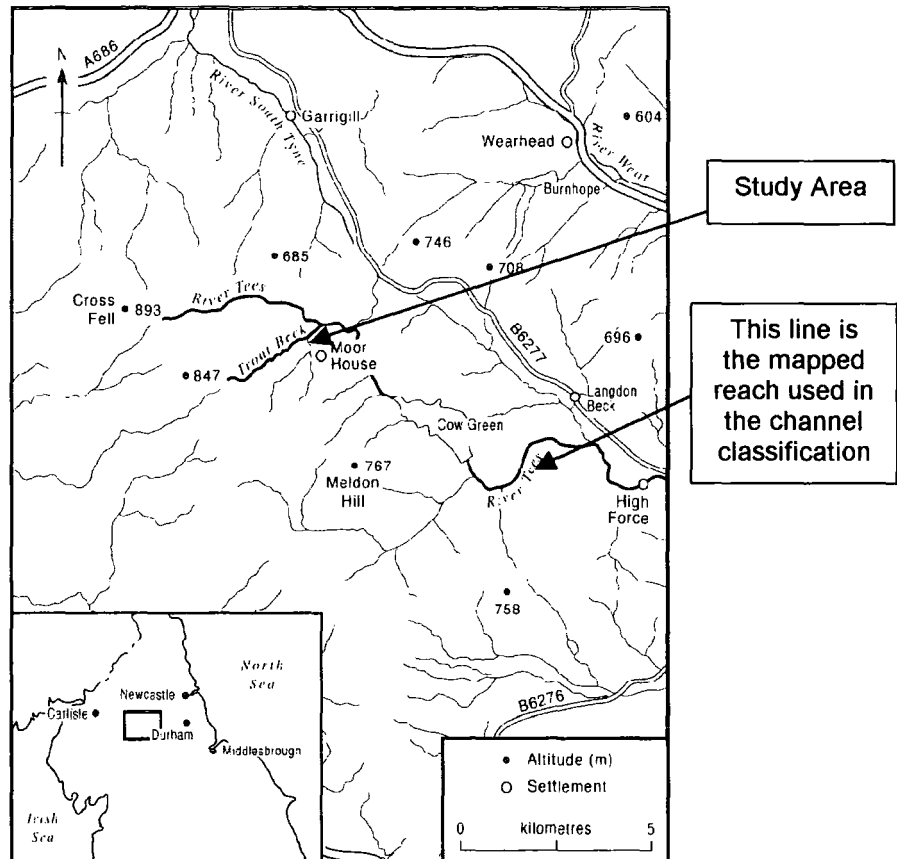 A686
N
River South Tyne
Garrigill
604
Wearhead
River Wear
Burnhope
Study Area
746
685
708
Cross
Fell
893
River Tees
B6277
696
Trout Beck
Moor
House
847
This line is
the mapped
reach used in
the channel
classification
Langdon
Beck
Cow Green
767
Meldon
Hill
River Tees
High
Force
758
North
Sea
Newcastle
Carlisle
Durham
Middlesbrough
Irish
Sea
B6276
Altitude (m)
Settlement
0 kilometres 5